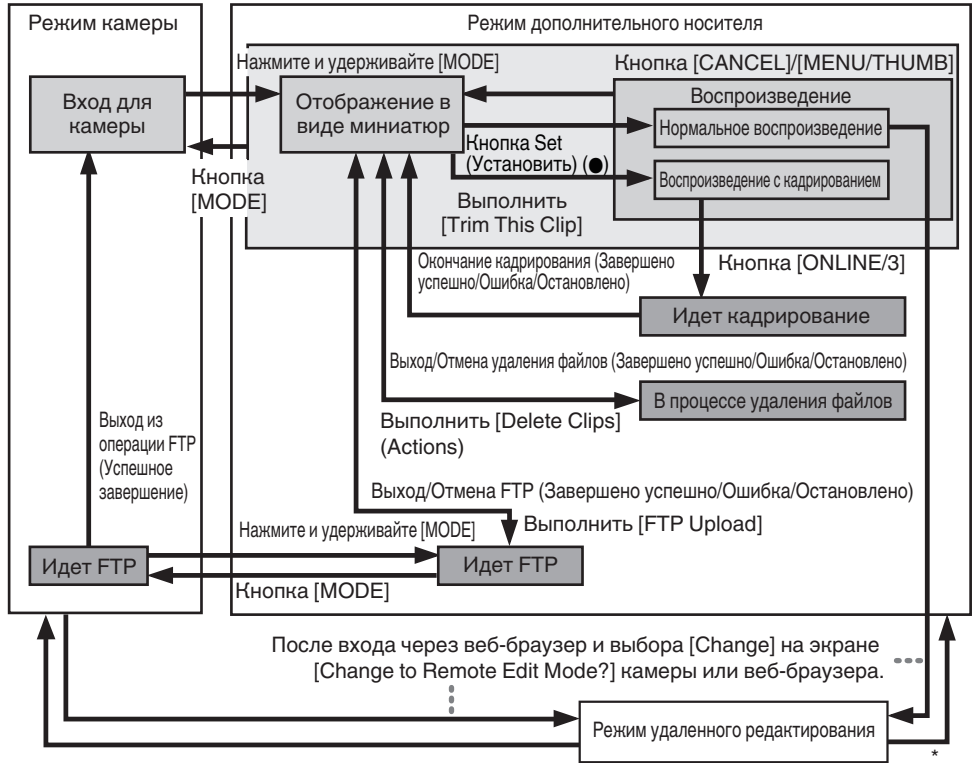 Режим камеры
Режим дополнительного носителя
Нажмите и удерживайте [MODE]
Кнопка [CANCEL]/[MENU/THUMB]
Вход для
камеры
Отображение в
виде миниатюр
Воспроизведение
Нормальное воспроизведение
Кнопка Set
(Установить) (●)
Воспроизведение с кадрированием
Кнопка
[MODE]
Выполнить
[Trim This Clip]
Окончание кадрирования (Завершено
успешно/Ошибка/Остановлено)
Кнопка [ONLINE/3]
Идет кадрирование
Выход/Отмена удаления файлов (Завершено успешно/Ошибка/Остановлено)
В процессе удаления файлов
Выполнить [Delete Clips]
(Actions)
Выход из
операции FTP
(Успешное
завершение)
Выход/Отмена FTP (Завершено успешно/Ошибка/Остановлено)
Выполнить [FTP Upload]
Нажмите и удерживайте [MODE]
Идет FTP
Идет FTP
Кнопка [MODE]
После входа через веб-браузер и выбора [Change] на экране
[Change to Remote Edit Mode?] камеры или веб-браузера.
Режим удаленного редактирования
*